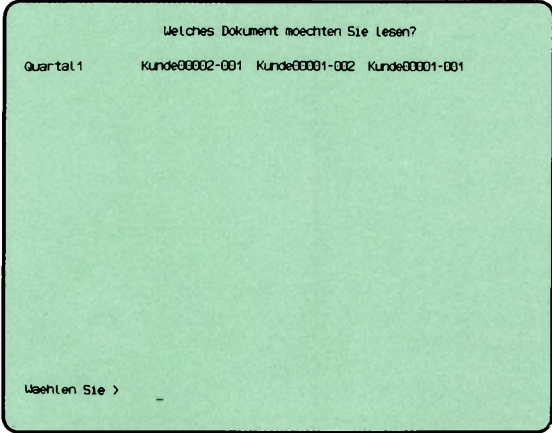 Welches Dokument moechten Sie lesen?
Quartal1 Kunde00002-001 Kunde00001-002 Kunde00001-001
Waehlen Sie > _